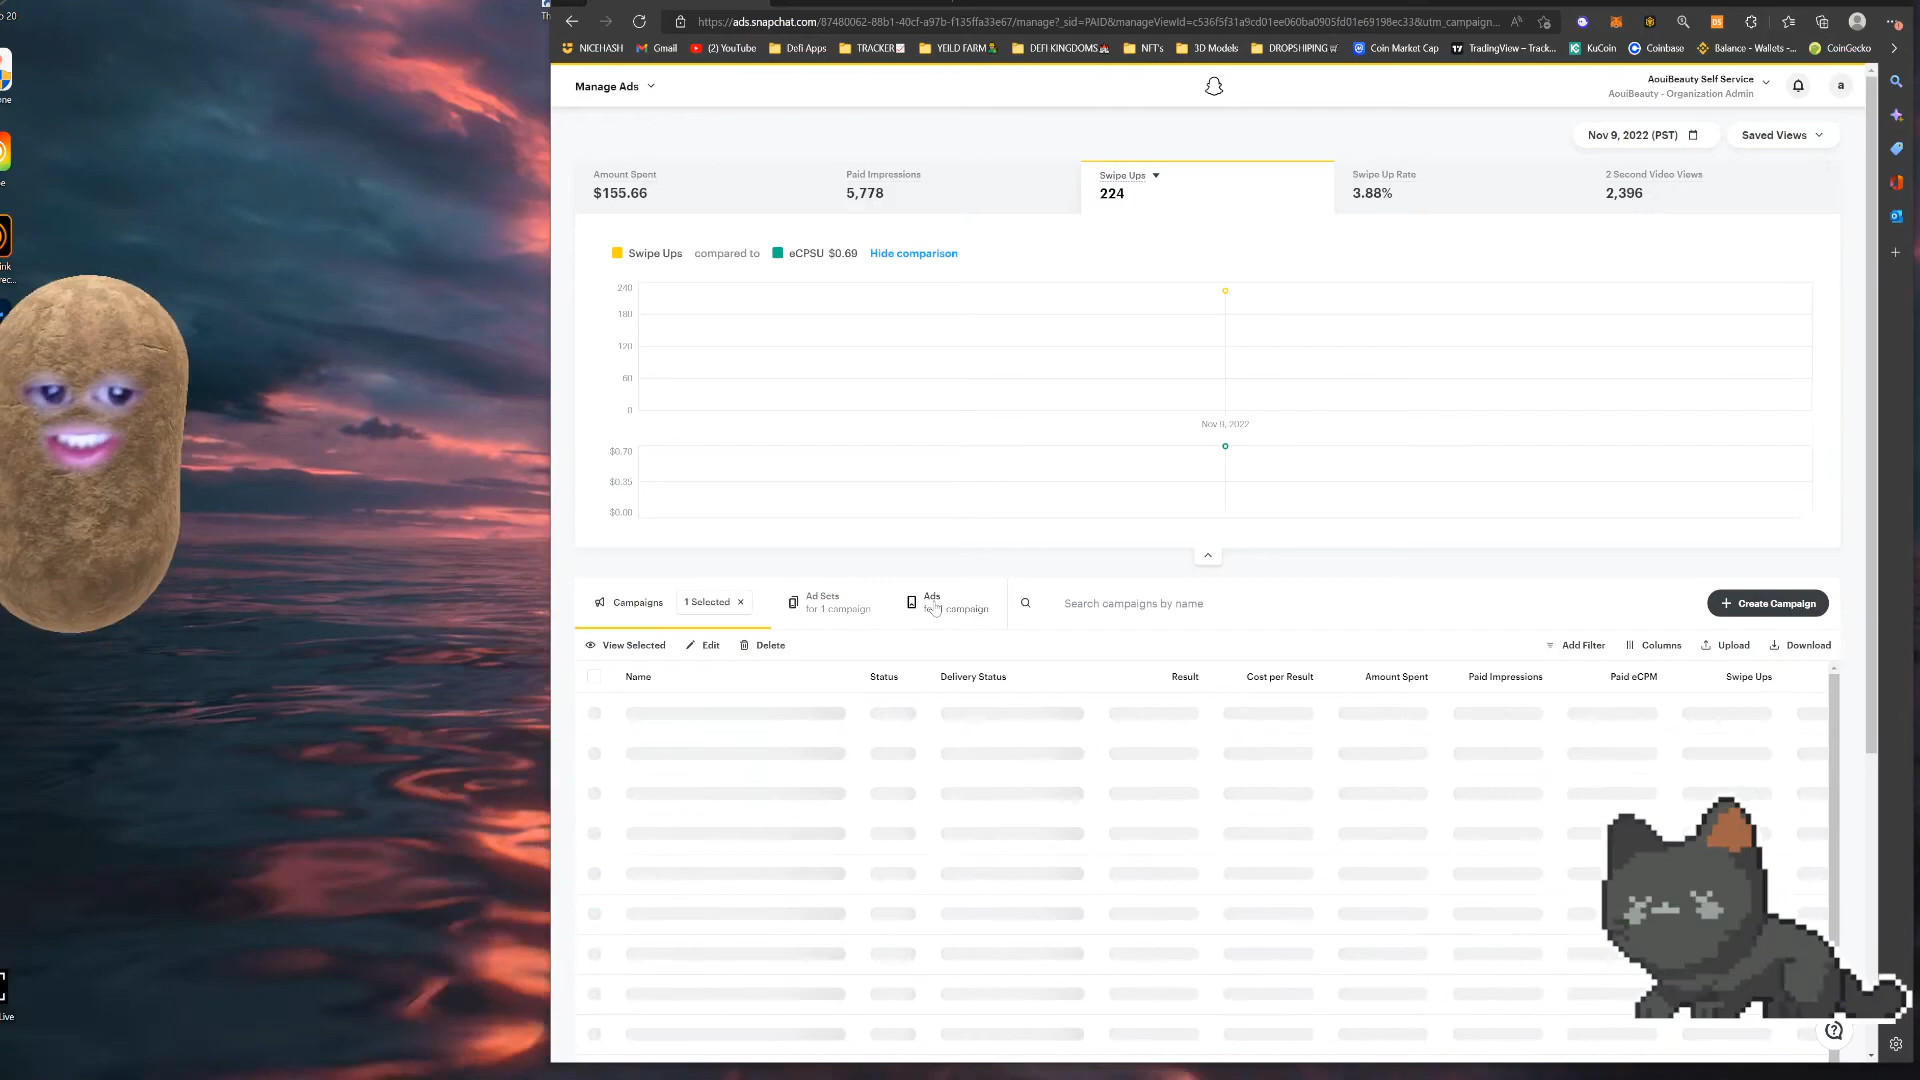 https://ads.snapchat.com/87480062-88b1-40cf-a97b-f135ffa33e67/manage?_sid=PAID&manageViewId=c536f5f31a9cd01ee060ba0905fd01e69198ec33&utm_campaign...
NICEHASH Gmail (2) YouTube Defi Apps TRACKER YEILD FARM DEFI KINGDOMS NFT's 3D Models DROPSHIPING Coin Market Cap TradingView – Track... KuCoin Coinbase Balance - Wallets -... CoinGecko
Manage Ads
AouiBeauty Self Service
AouiBeauty - Organization Admin
a
Nov 9, 2022 (PST) Saved Views
Amount Spent
$155.66
Paid Impressions
5,778
Swipe Ups
224
Swipe Up Rate
3.88%
2 Second Video Views
2,396
Swipe Ups compared to eCPSU $0.69 Hide comparison
240
180
120
60
0
Nov 9, 2022
$0.70
$0.35
$0.00
Campaigns 1 Selected
Ad Sets
for 1 campaign
Ads
for 1 campaign
Search campaigns by name
Create Campaign
View Selected Edit Delete
Add Filter Columns Upload Download
Name Status Delivery Status Result Cost per Result Amount Spent Paid Impressions Paid eCPM Swipe Ups
Live